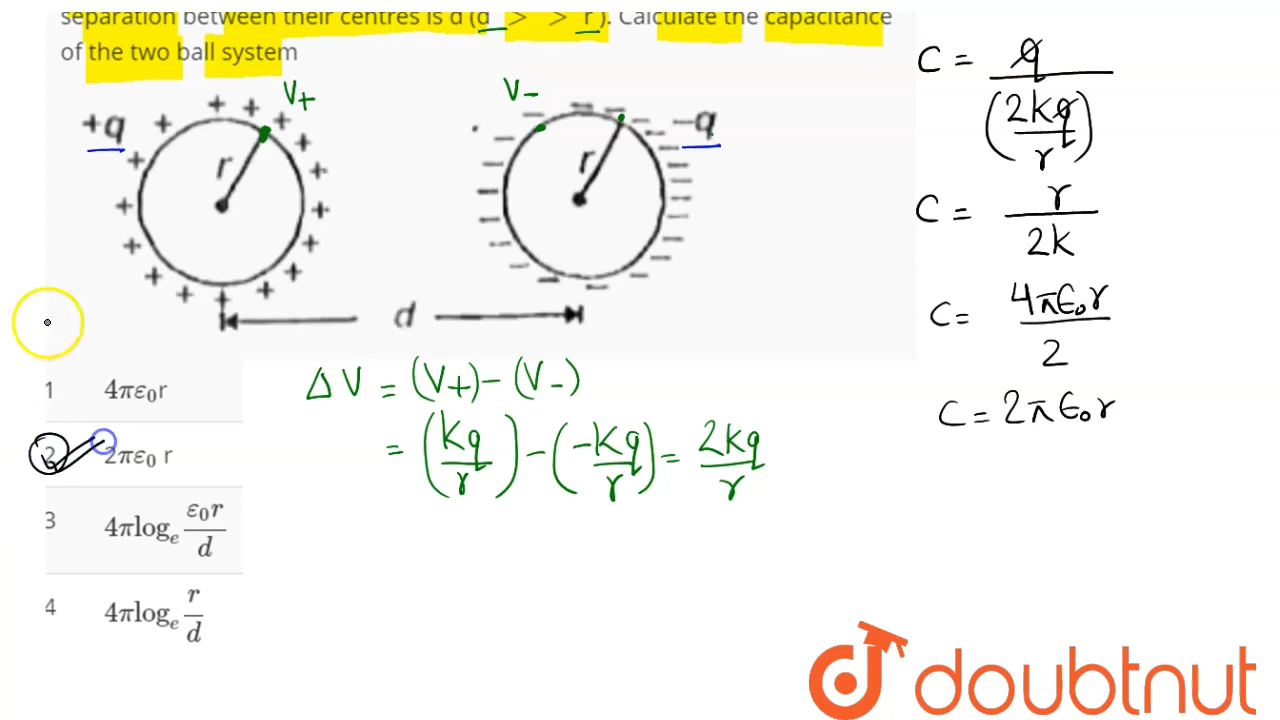 separation between their centres is d (d > > r). Calculate the capacitance
of the two ball system
+q
V+
r
V−
−q
r
d
1 4πε₀r
2 2πε₀ r
3 4πlogₑ ε₀r/d
4 4πlogₑ r/d
ΔV = (V+) − (V−)
= (Kq/r) − (−Kq/r) = 2Kq/r
C = q/(2Kq/r)
C = r/2K
C = 4πε₀r/2
C = 2πε₀r
doubtnut